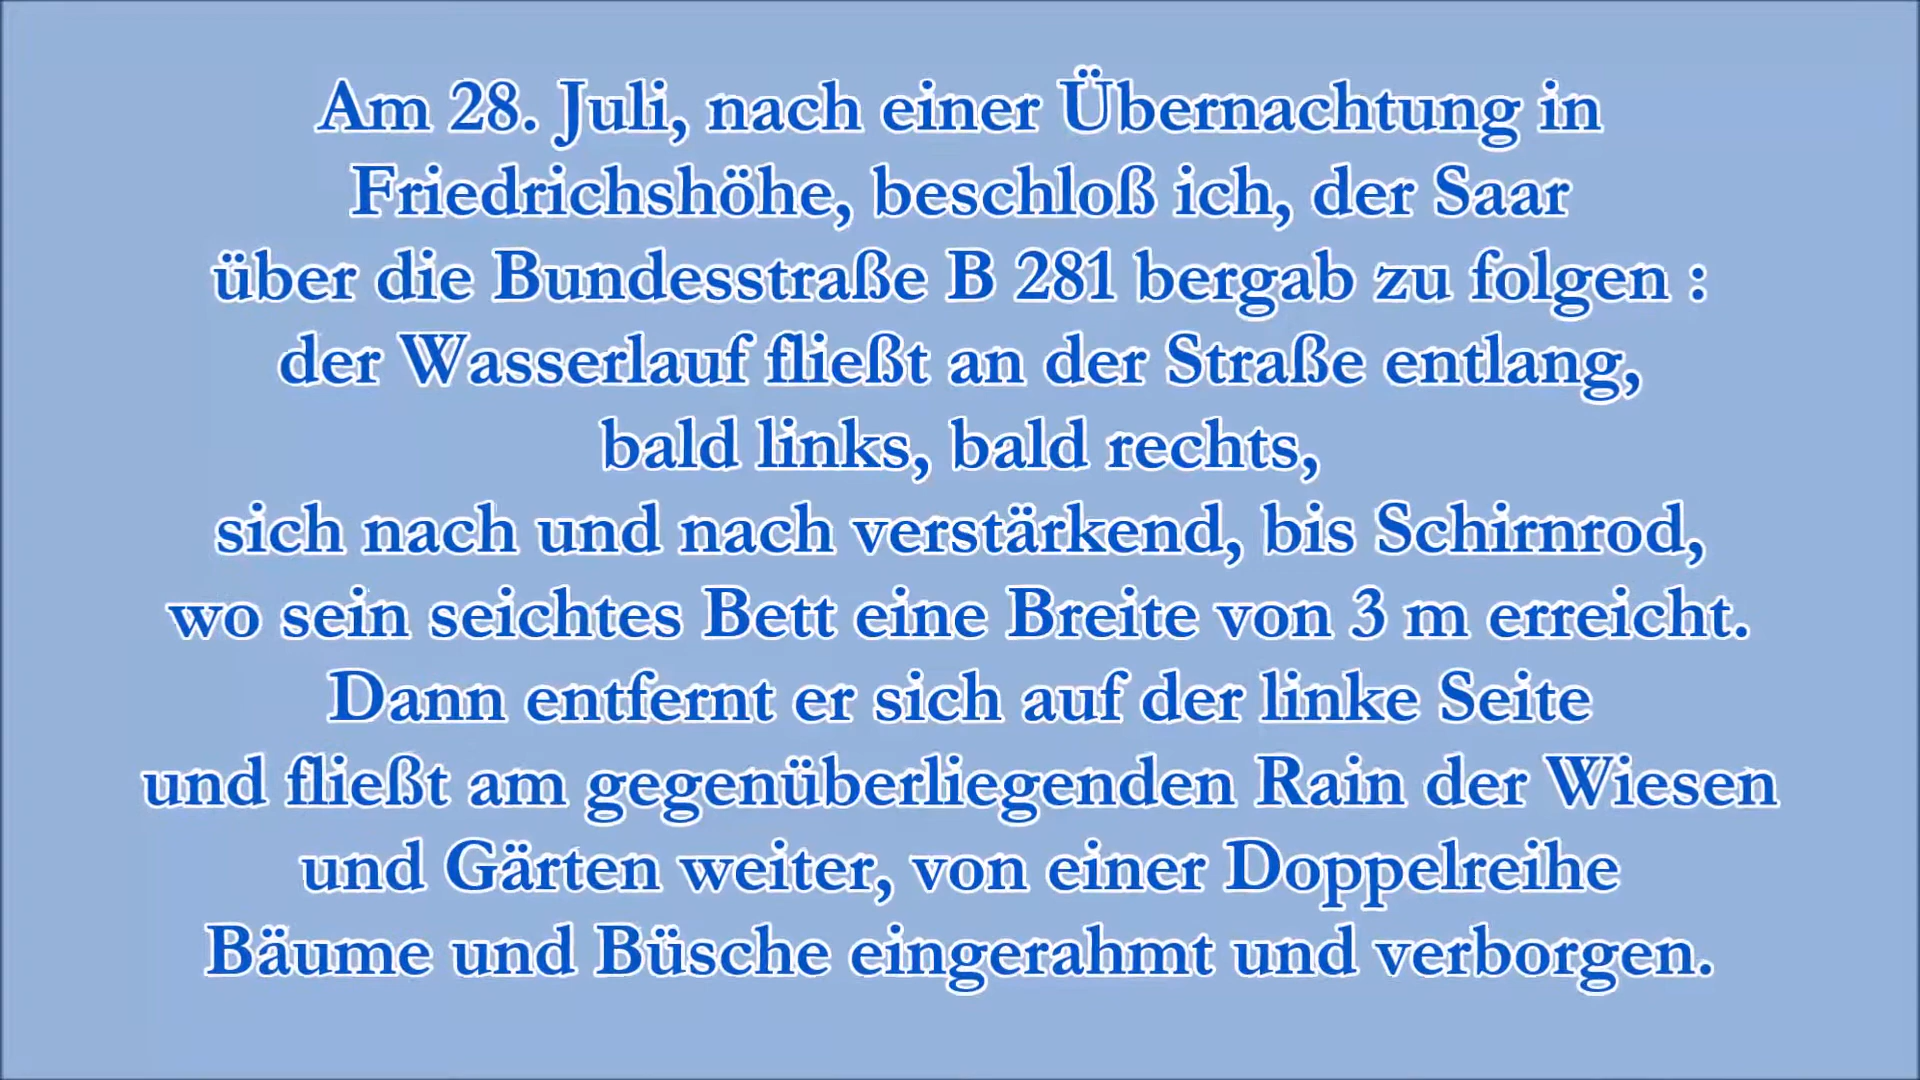 Am 28. Juli, nach einer Übernachtung in
Friedrichshöhe, beschloß ich, der Saar
über die Bundesstraße B 281 bergab zu folgen :
der Wasserlauf fließt an der Straße entlang,
bald links, bald rechts,
sich nach und nach verstärkend, bis Schirnrod,
wo sein seichtes Bett eine Breite von 3 m erreicht.
Dann entfernt er sich auf der linke Seite
und fließt am gegenüberliegenden Rain der Wiesen
und Gärten weiter, von einer Doppelreihe
Bäume und Büsche eingerahmt und verborgen.